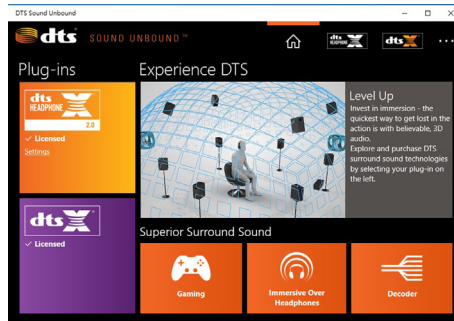 DTS Sound Unbound
dts SOUND UNBOUND™
dts HEADPHONE X
dts X
...
Plug-ins
dts
HEADPHONE X
2.0
✓ Licensed
Settings
dts X
✓ Licensed
Experience DTS
Level Up
Invest in immersion - the
quickest way to get lost in the
action is with believable, 3D
audio.
Explore and purchase DTS
surround sound technologies
by selecting your plug-in on
the left.
Superior Surround Sound
Gaming
Immersive Over
Headphones
Decoder